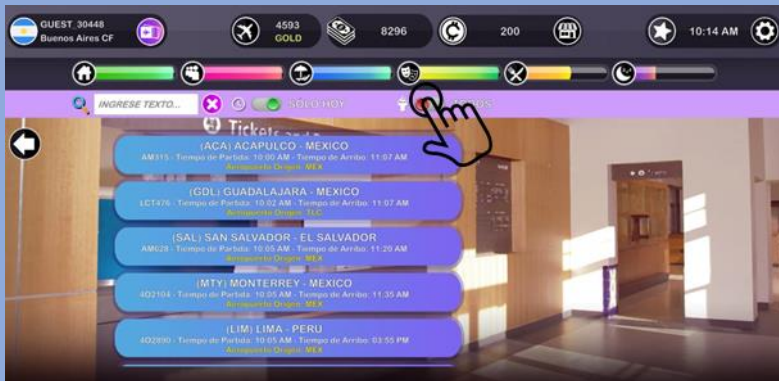 GUEST_30448
Buenos Aires CF
4593
GOLD
8296
200
10:14 AM
INGRESE TEXTO...
SOLO HOY
Tickets and
(ACA) ACAPULCO - MEXICO
AM315 - Tiempo de Partida: 10:00 AM - Tiempo de Arribo: 11:07 AM
Aeropuerto Origen: MEX
(GDL) GUADALAJARA - MEXICO
LCT476 - Tiempo de Partida: 10:02 AM - Tiempo de Arribo: 11:07 AM
Aeropuerto Origen: TLC
(SAL) SAN SALVADOR - EL SALVADOR
AM628 - Tiempo de Partida: 10:05 AM - Tiempo de Arribo: 11:20 AM
Aeropuerto Origen: MEX
(MTY) MONTERREY - MEXICO
4O2104 - Tiempo de Partida: 10:05 AM - Tiempo de Arribo: 11:35 AM
Aeropuerto Origen: MEX
(LIM) LIMA - PERU
4O2890 - Tiempo de Partida: 10:05 AM - Tiempo de Arribo: 03:55 PM
Aeropuerto Origen: MEX